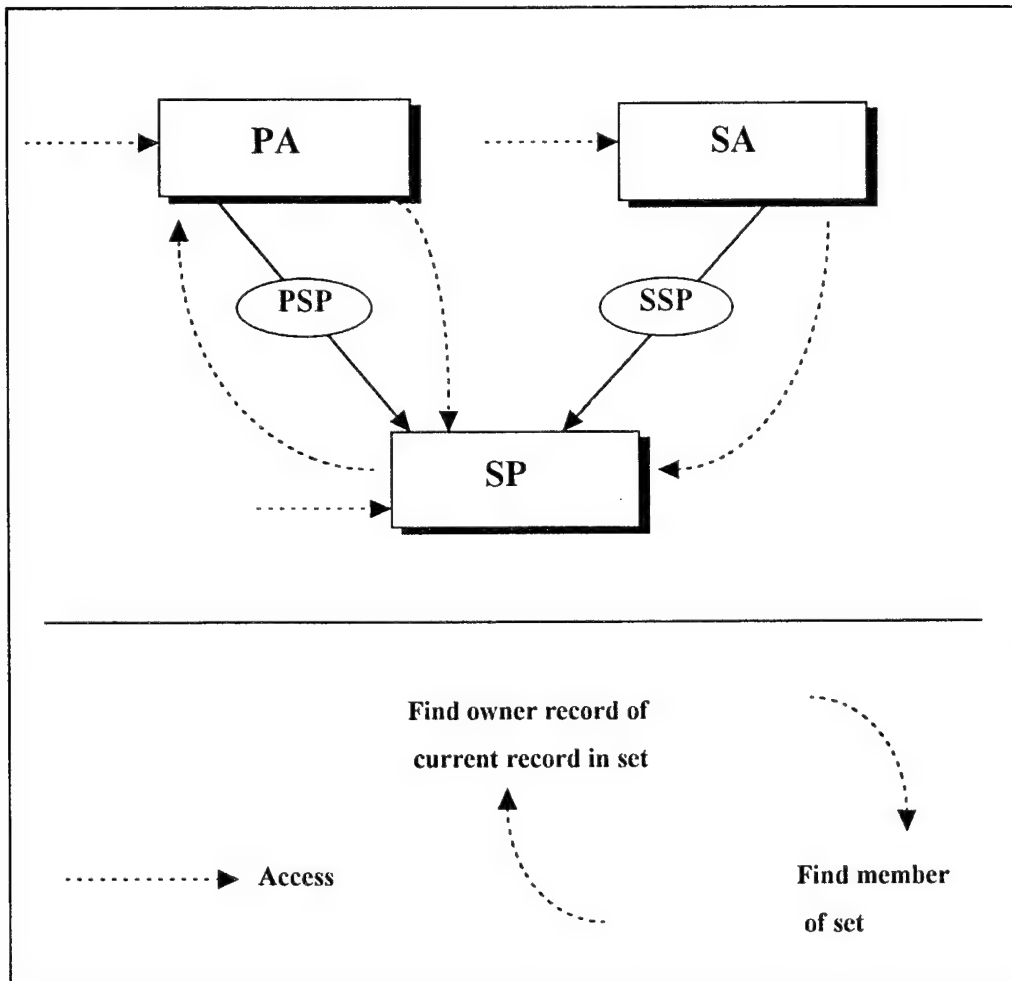 PA
SA
PSP
SSP
SP
Find owner record of
current record in set
Access
Find member
of set